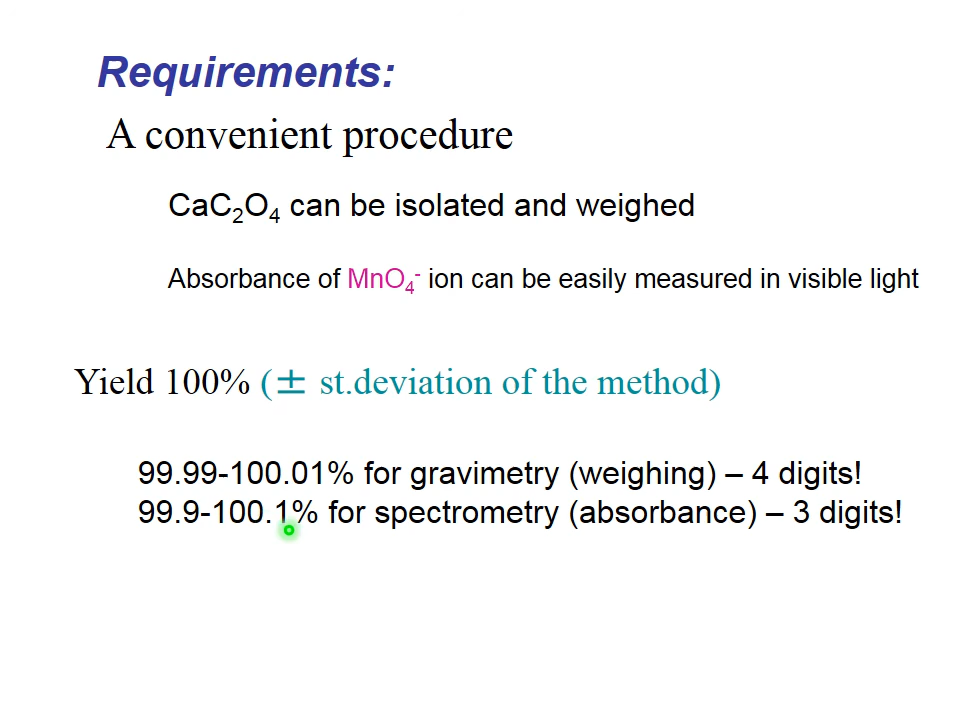 Requirements:
A convenient procedure
CaC₂O₄ can be isolated and weighed
Absorbance of MnO₄⁻ ion can be easily measured in visible light
Yield 100% (± st.deviation of the method)
99.99-100.01% for gravimetry (weighing) – 4 digits!
99.9-100.1% for spectrometry (absorbance) – 3 digits!